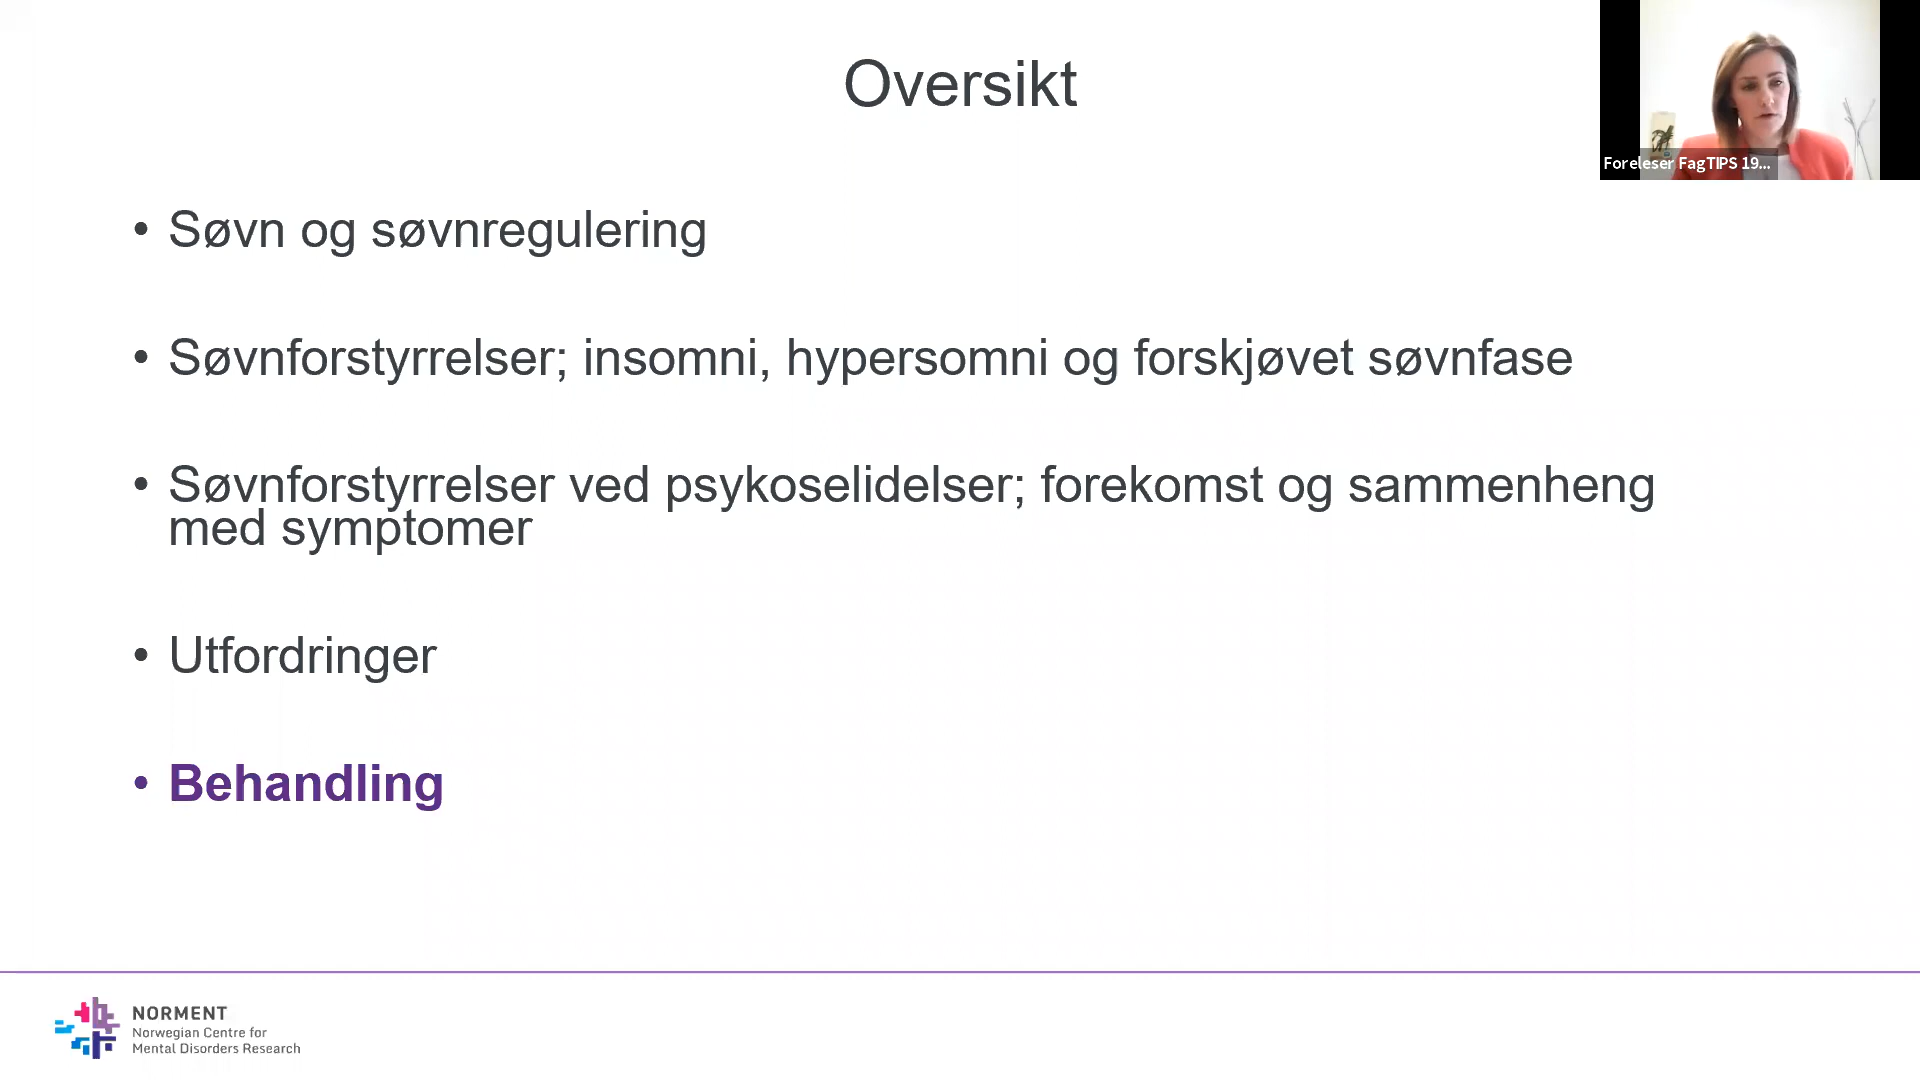 Oversikt
Foreleser FagTIPS 19...
• Søvn og søvnregulering
• Søvnforstyrrelser; insomni, hypersomni og forskjøvet søvnfase
• Søvnforstyrrelser ved psykoselidelser; forekomst og sammenheng
med symptomer
• Utfordringer
• Behandling
NORMENT
Norwegian Centre for
Mental Disorders Research